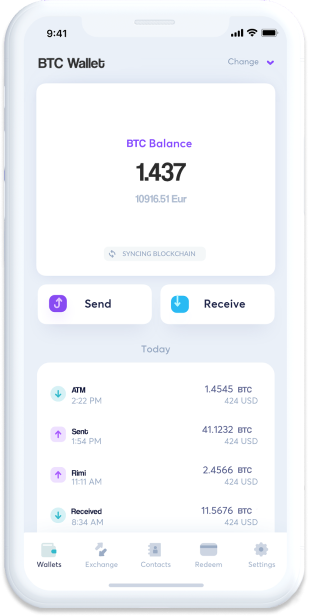 9:41
BTC Wallet
Change
BTC Balance
1.437
10916.51 Eur
SYNCING BLOCKCHAIN
Send
Receive
Today
ATM 1.4545 BTC
2:22 PM 424 USD
Sent 41.1232 BTC
1:54 PM 424 USD
Rimi 2.4566 BTC
11:11 AM 424 USD
Received 11.5676 BTC
8:34 AM 424 USD
Wallets Exchange Contacts Redeem Settings